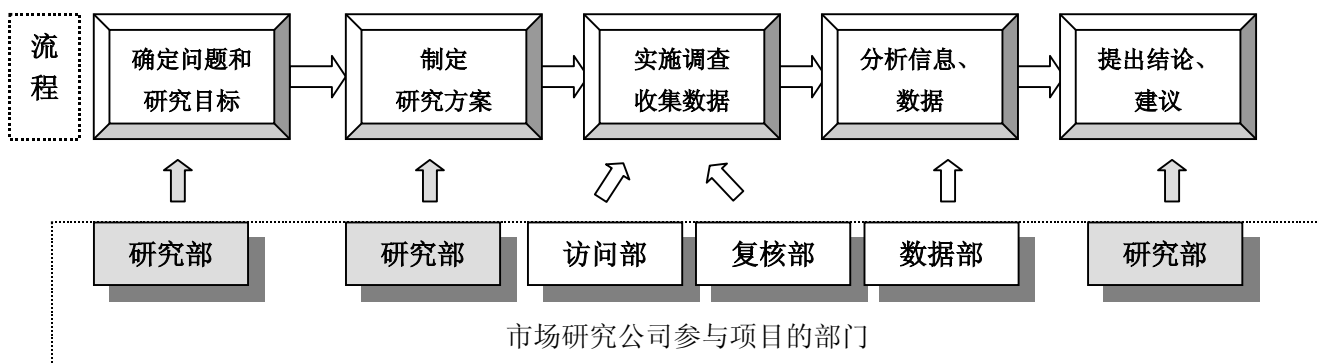 流
程
确定问题和
研究目标
制定
研究方案
实施调查
收集数据
分析信息、
数据
提出结论、
建议
研究部
研究部
访问部
复核部
数据部
研究部
市场研究公司参与项目的部门